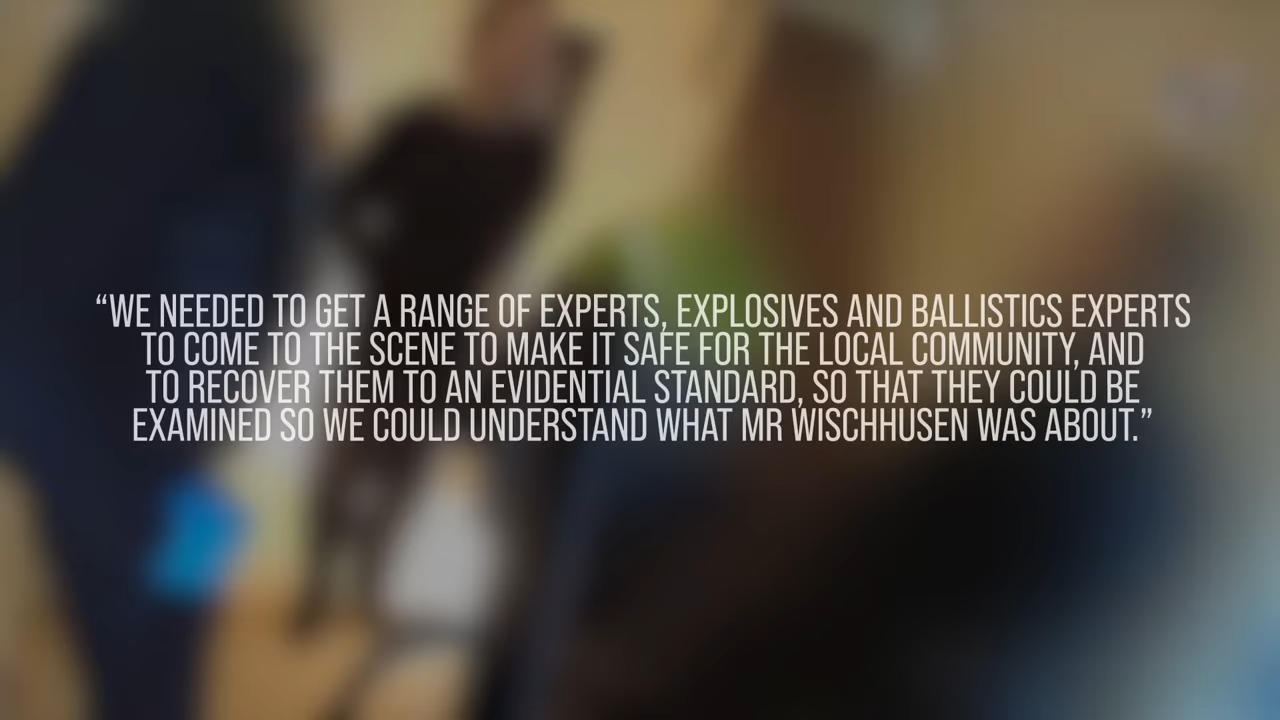 “WE NEEDED TO GET A RANGE OF EXPERTS, EXPLOSIVES AND BALLISTICS EXPERTS
TO COME TO THE SCENE TO MAKE IT SAFE FOR THE LOCAL COMMUNITY, AND
TO RECOVER THEM TO AN EVIDENTIAL STANDARD, SO THAT THEY COULD BE
EXAMINED SO WE COULD UNDERSTAND WHAT MR WISCHHUSEN WAS ABOUT.”